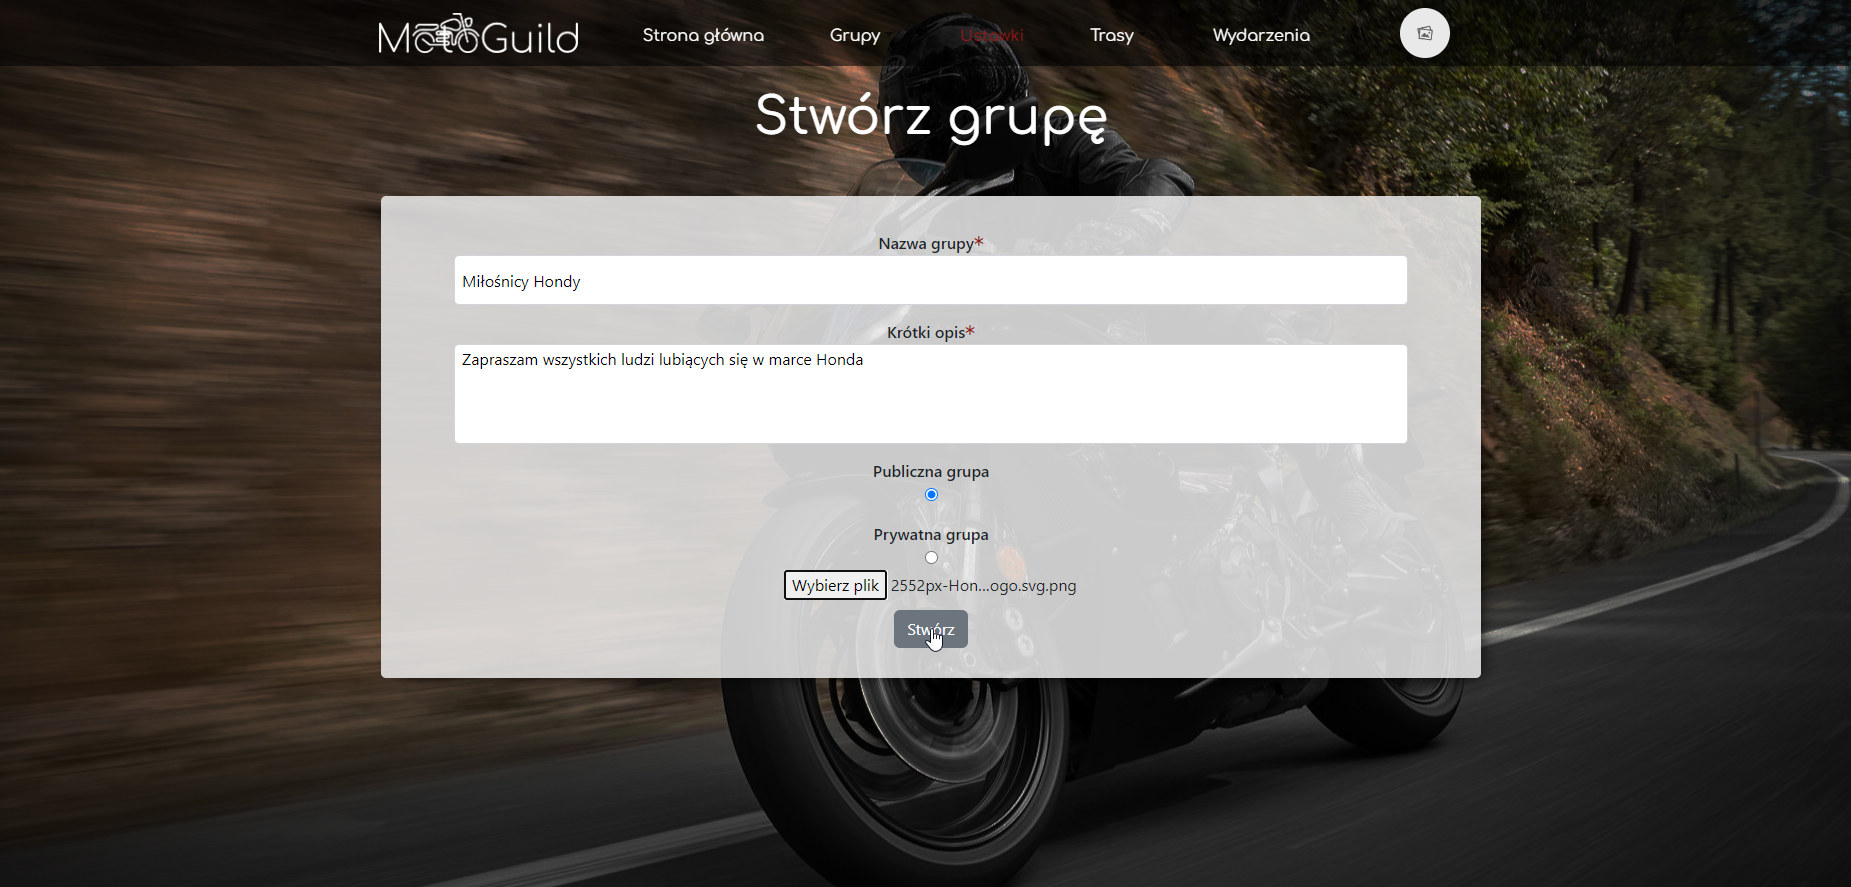 MotoGuild Strona główna Grupy Ustawki Trasy Wydarzenia
Stwórz grupę
Nazwa grupy*
Miłośnicy Hondy
Krótki opis*
Zapraszam wszystkich ludzi lubiących się w marce Honda
Publiczna grupa
Prywatna grupa
Wybierz plik 2552px-Hon...ogo.svg.png
Stwórz